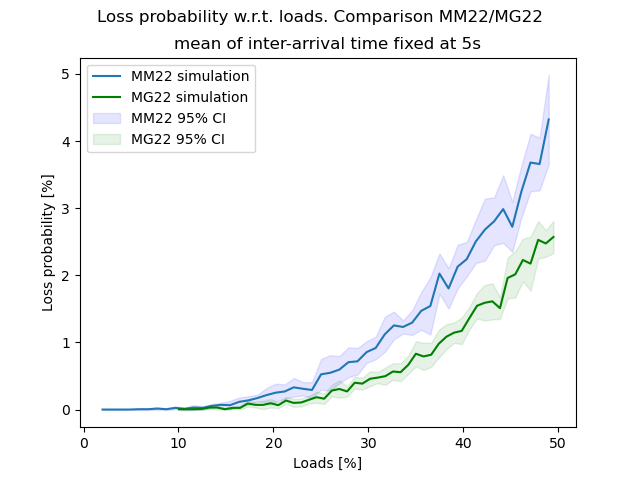 Loss probability w.r.t. loads. Comparison MM22/MG22
mean of inter-arrival time fixed at 5s
MM22 simulation
MG22 simulation
MM22 95% CI
MG22 95% CI
Loss probability [%]
5
4
3
2
1
0
0 10 20 30 40 50
Loads [%]